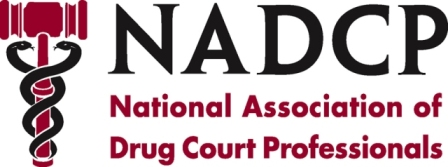 NADCP
National Association of
Drug Court Professionals